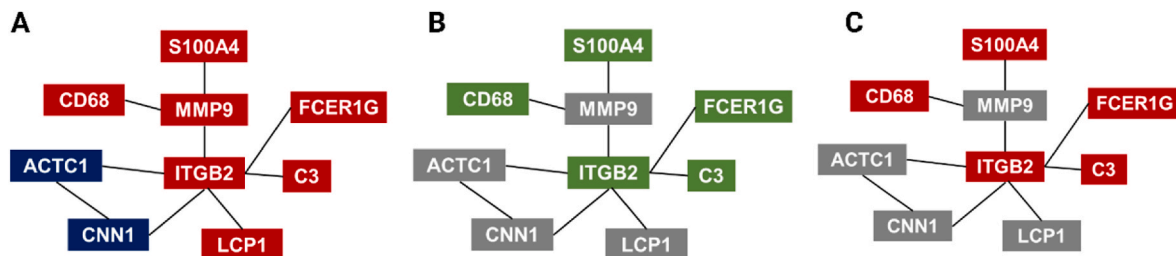 A
S100A4
CD68
MMP9
FCER1G
ACTC1
ITGB2
C3
CNN1
LCP1
B
S100A4
CD68
MMP9
FCER1G
ACTC1
ITGB2
C3
CNN1
LCP1
C
S100A4
CD68
MMP9
FCER1G
ACTC1
ITGB2
C3
CNN1
LCP1